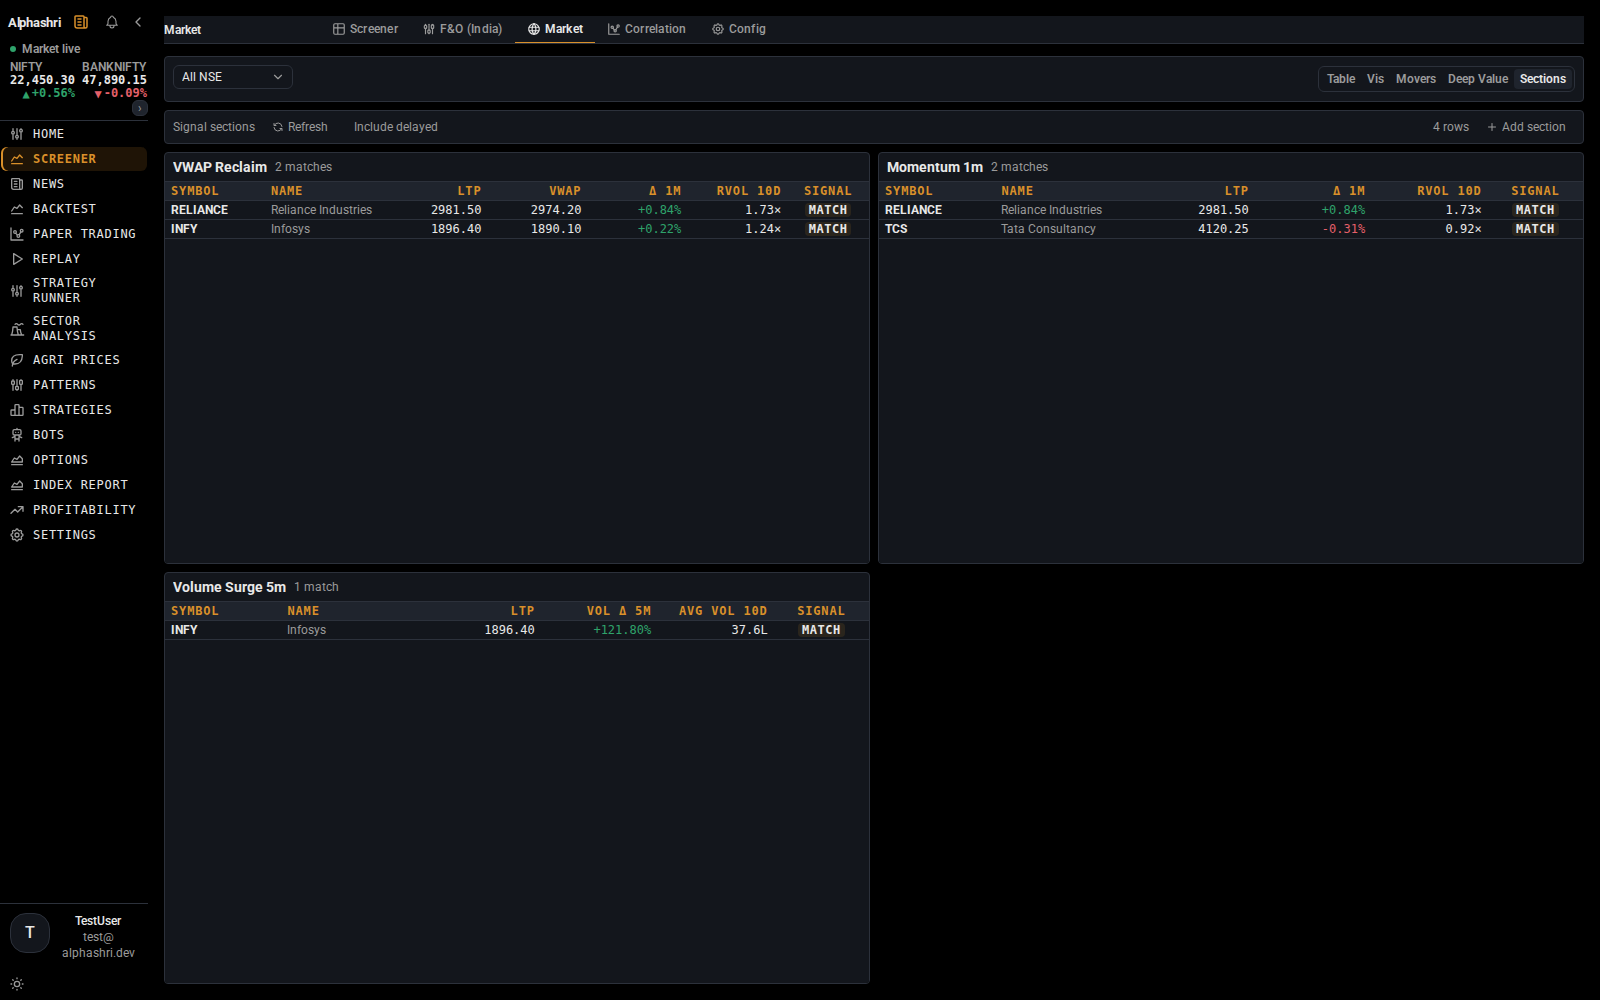 Alphashri
Market live
NIFTY BANKNIFTY
22,450.30 47,890.15
▲+0.56% ▼-0.09%
›
HOME
SCREENER
NEWS
BACKTEST
PAPER TRADING
REPLAY
STRATEGY
RUNNER
SECTOR
ANALYSIS
AGRI PRICES
PATTERNS
STRATEGIES
BOTS
OPTIONS
INDEX REPORT
PROFITABILITY
SETTINGS
T
TestUser
test@
alphashri.dev
Market Screener F&O (India) Market Correlation Config
All NSE Table Vis Movers Deep Value Sections
Signal sections Refresh Include delayed 4 rows + Add section
VWAP Reclaim 2 matches
SYMBOL NAME LTP VWAP Δ 1M RVOL 10D SIGNAL
RELIANCE Reliance Industries 2981.50 2974.20 +0.84% 1.73× MATCH
INFY Infosys 1896.40 1890.10 +0.22% 1.24× MATCH
Momentum 1m 2 matches
SYMBOL NAME LTP Δ 1M RVOL 10D SIGNAL
RELIANCE Reliance Industries 2981.50 +0.84% 1.73× MATCH
TCS Tata Consultancy 4120.25 -0.31% 0.92× MATCH
Volume Surge 5m 1 match
SYMBOL NAME LTP VOL Δ 5M AVG VOL 10D SIGNAL
INFY Infosys 1896.40 +121.80% 37.6L MATCH